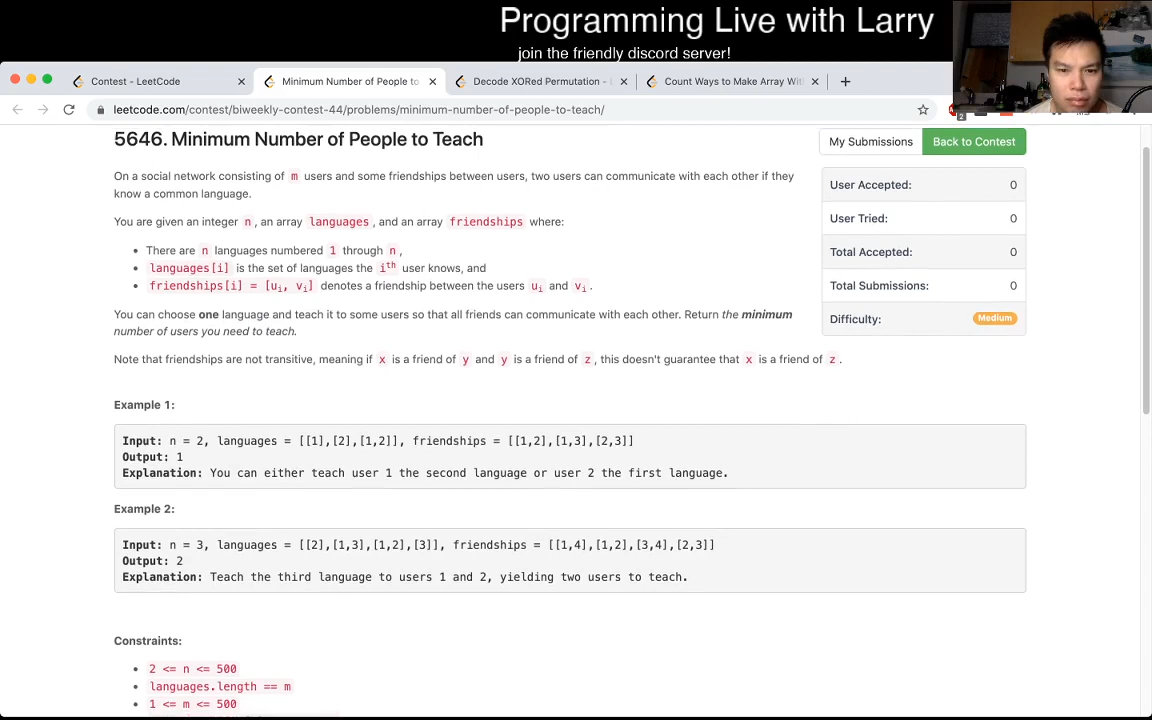 Programming Live with Larry
join the friendly discord server!
Contest - LeetCode
Minimum Number of People to
Decode XORed Permutation -
Count Ways to Make Array Wit
leetcode.com/contest/biweekly-contest-44/problems/minimum-number-of-people-to-teach/
2
5646. Minimum Number of People to Teach
My Submissions
Back to Contest
On a social network consisting of m users and some friendships between users, two users can communicate with each other if they
know a common language.
You are given an integer n, an array languages, and an array friendships where:
• There are n languages numbered 1 through n,
• languages[i] is the set of languages the ith user knows, and
• friendships[i] = [ui, vi] denotes a friendship between the users ui and vi.
You can choose one language and teach it to some users so that all friends can communicate with each other. Return the minimum
number of users you need to teach.
Note that friendships are not transitive, meaning if x is a friend of y and y is a friend of z, this doesn't guarantee that x is a friend of z.
User Accepted: 0
User Tried: 0
Total Accepted: 0
Total Submissions: 0
Difficulty: Medium
Example 1:
Input: n = 2, languages = [[1],[2],[1,2]], friendships = [[1,2],[1,3],[2,3]]
Output: 1
Explanation: You can either teach user 1 the second language or user 2 the first language.
Example 2:
Input: n = 3, languages = [[2],[1,3],[1,2],[3]], friendships = [[1,4],[1,2],[3,4],[2,3]]
Output: 2
Explanation: Teach the third language to users 1 and 2, yielding two users to teach.
Constraints:
• 2 <= n <= 500
• languages.length == m
• 1 <= m <= 500